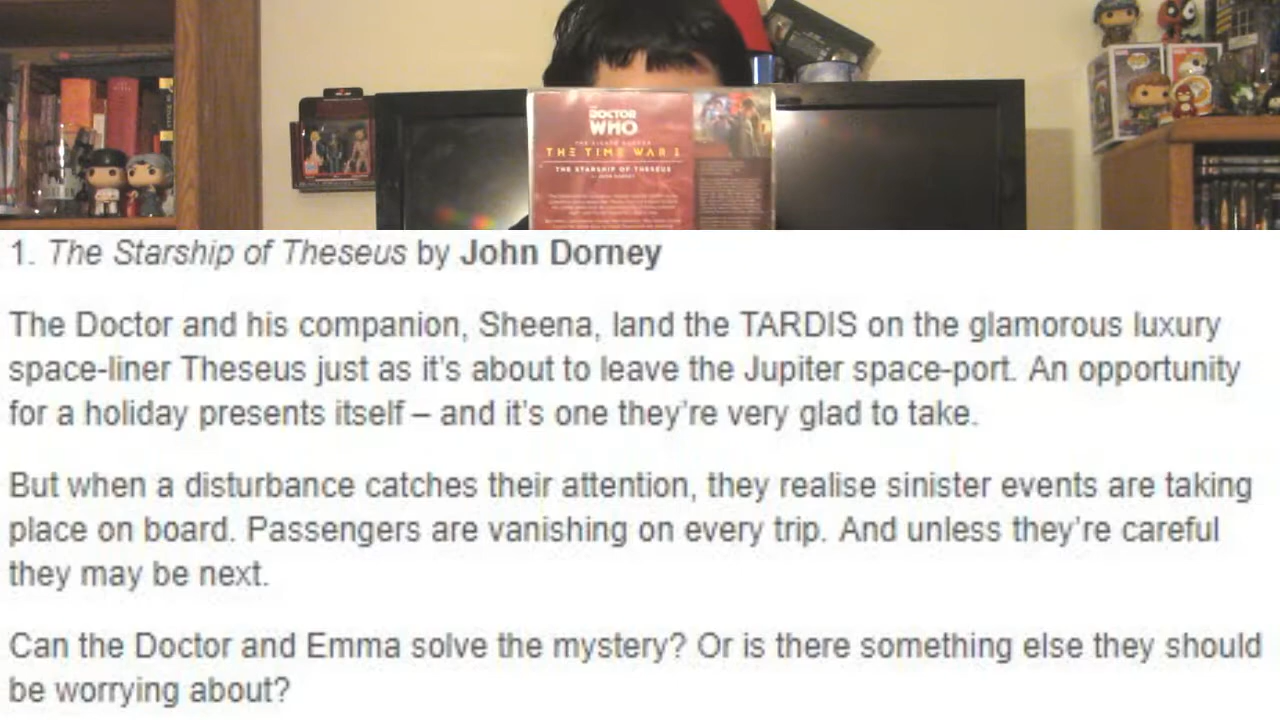 DOCTOR
WHO
THE TIME WAR 1
THE STARSHIP OF THESEUS
1. The Starship of Theseus by John Dorney
The Doctor and his companion, Sheena, land the TARDIS on the glamorous luxury
space-liner Theseus just as it's about to leave the Jupiter space-port. An opportunity
for a holiday presents itself – and it's one they're very glad to take.
But when a disturbance catches their attention, they realise sinister events are taking
place on board. Passengers are vanishing on every trip. And unless they're careful
they may be next.
Can the Doctor and Emma solve the mystery? Or is there something else they should
be worrying about?